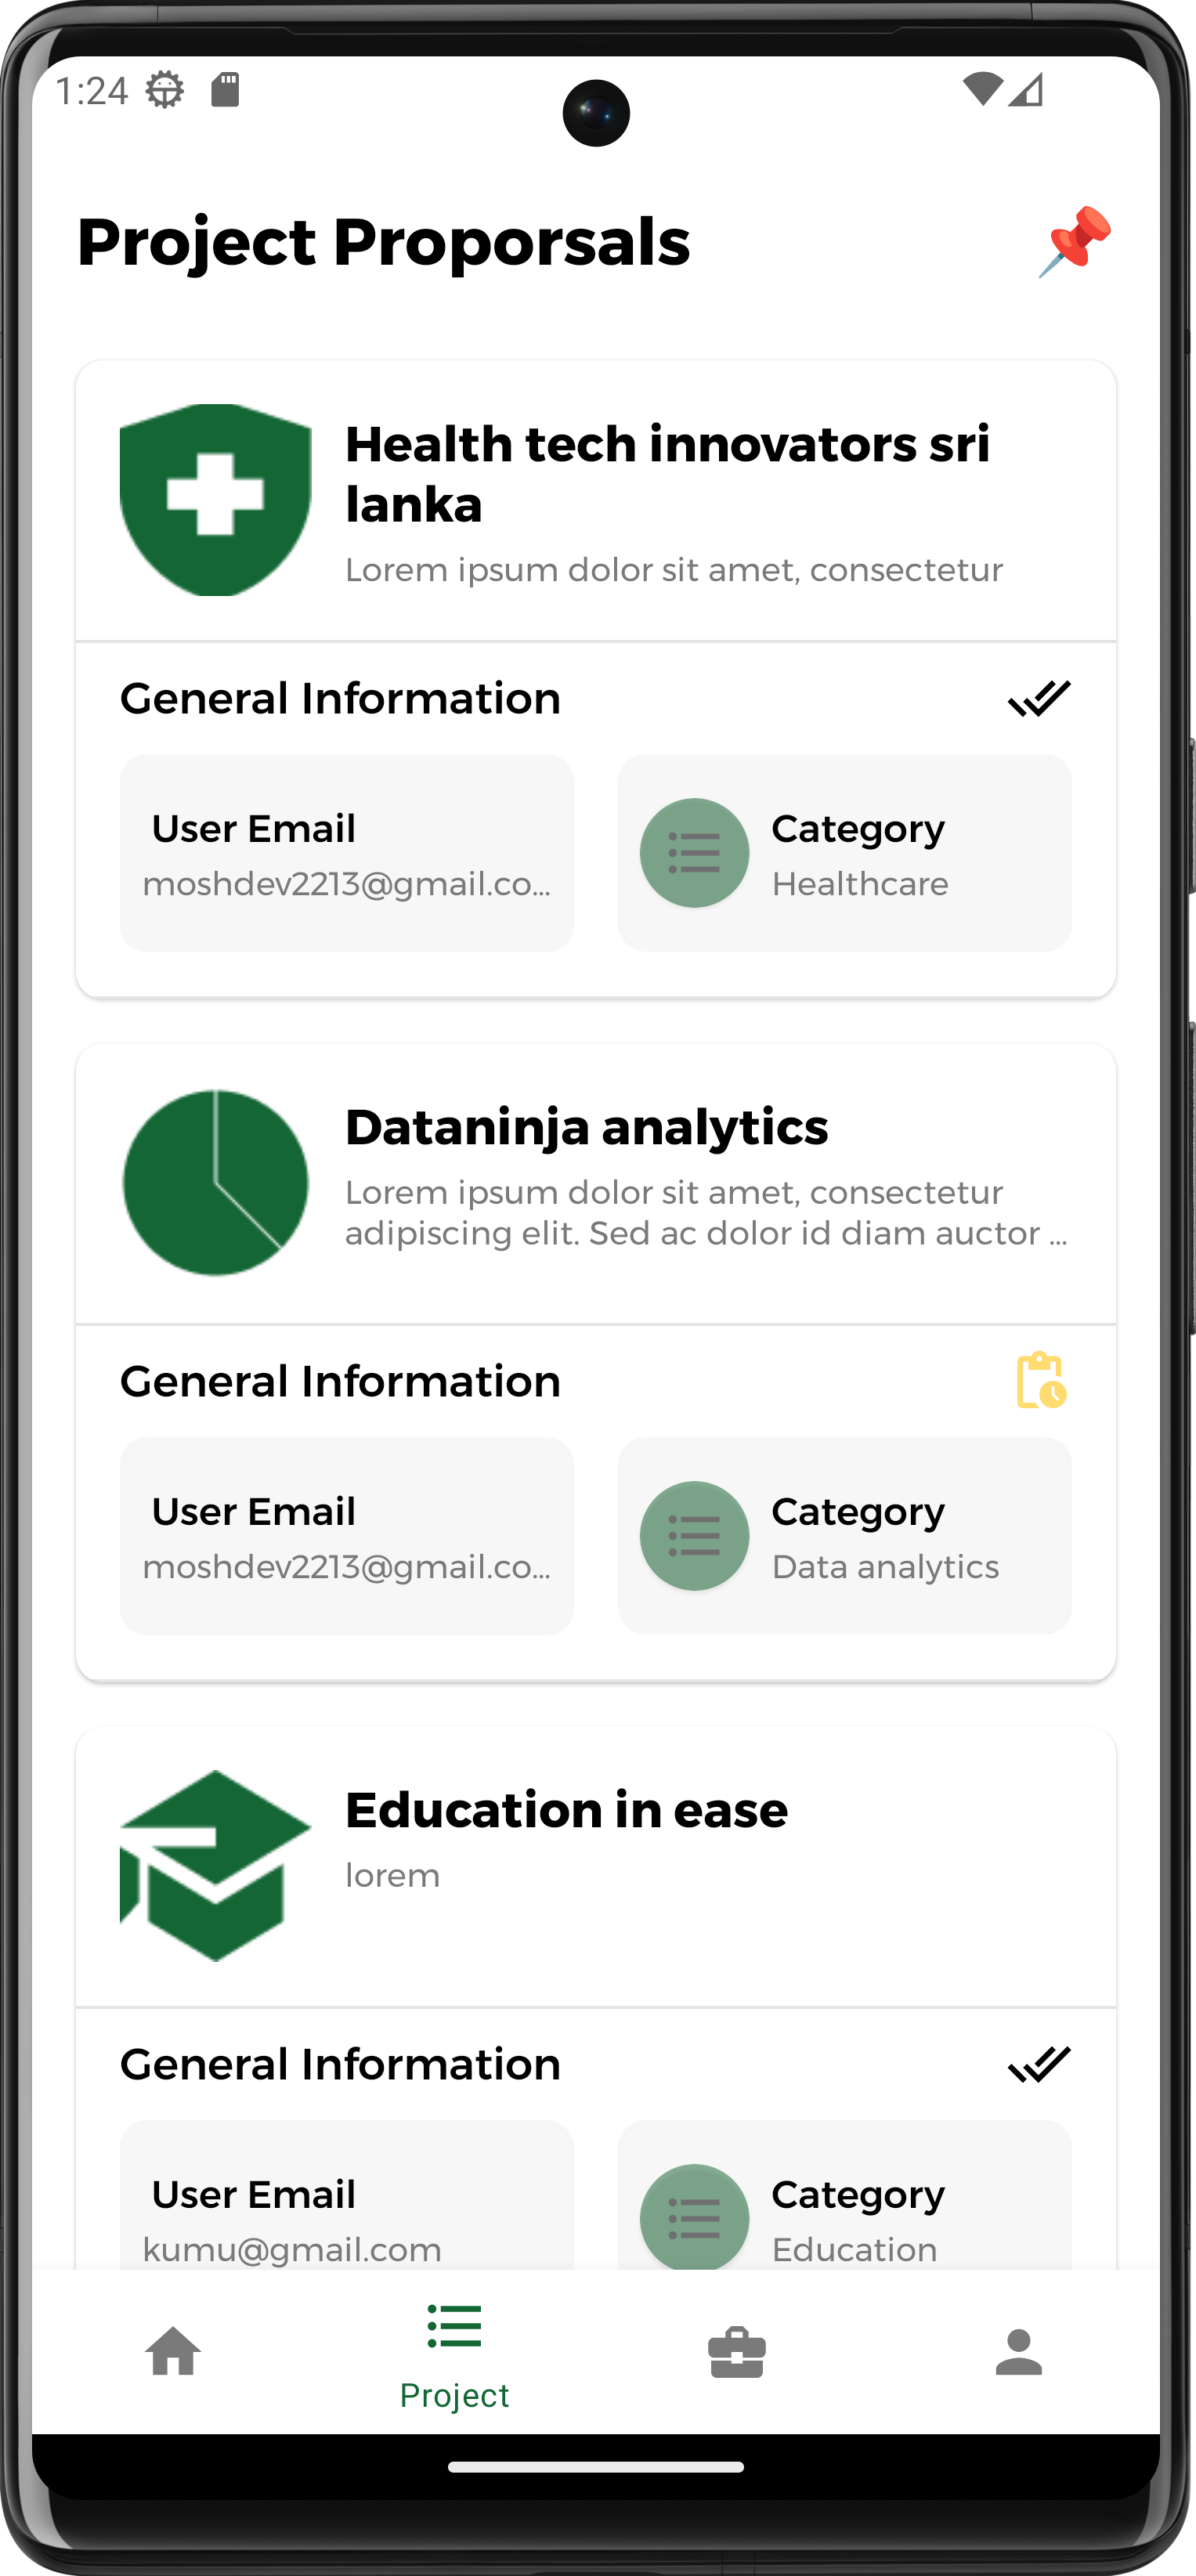 1:24
Project Proporsals
Health tech innovators sri
lanka
Lorem ipsum dolor sit amet, consectetur
General Information
User Email
moshdev2213@gmail.co...
Category
Healthcare
Dataninja analytics
Lorem ipsum dolor sit amet, consectetur
adipiscing elit. Sed ac dolor id diam auctor ...
General Information
User Email
moshdev2213@gmail.co...
Category
Data analytics
Education in ease
lorem
General Information
User Email
kumu@gmail.com
Category
Education
Project